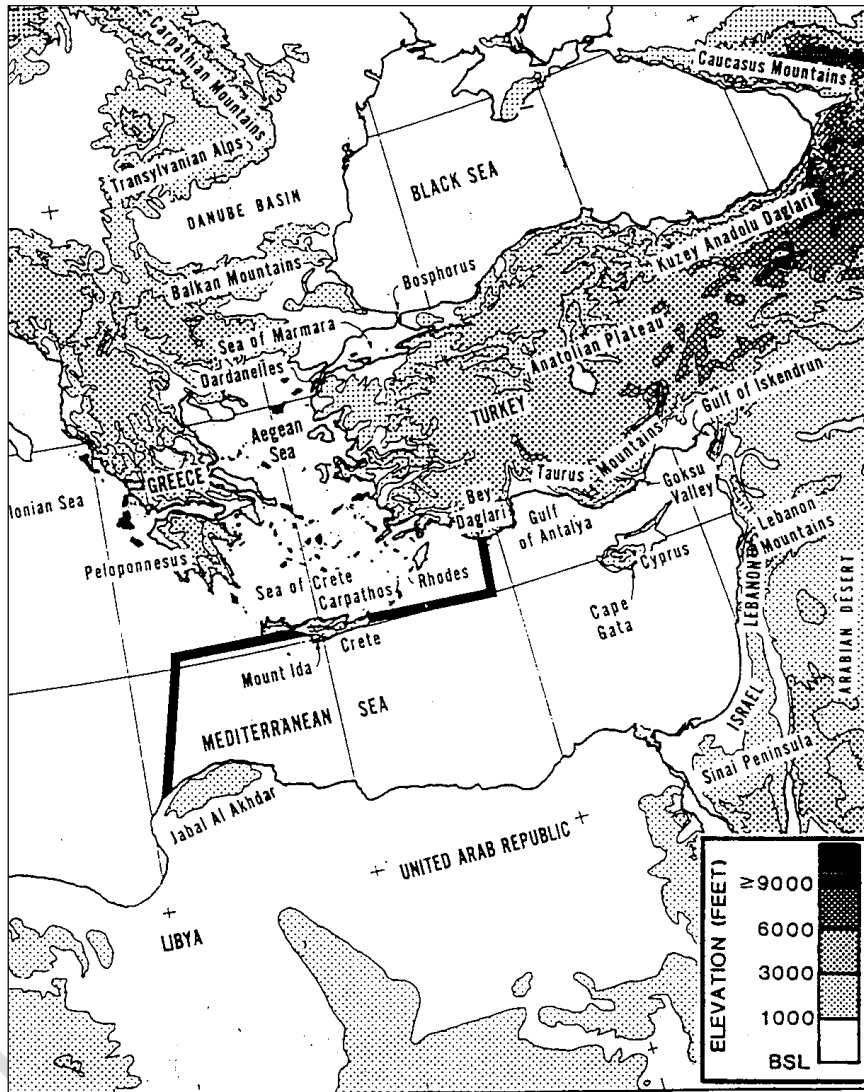 Carpathian Mountains
Caucasus Mountains
Transylvanian Alps
BLACK SEA
DANUBE BASIN
Kuzey Anadolu Daglari
Balkan Mountains
Bosphorus
Sea of Marmara
Anatolian Plateau
Dardanelles
Gulf of Iskendrun
TURKEY
Aegean
Sea
Taurus Mountains
GREECE
Bey
Daglari
Goksu
Valley
Ionian Sea
Gulf
of Antalya
Lebanon
Mountains
Peloponnesus
Cyprus
Sea of Crete
Carpathos
Rhodes
LEBANON
ARABIAN DESERT
Cape
Gata
Mount Ida
Crete
MEDITERRANEAN SEA
ISRAEL
Sinai Peninsula
Jabal Al Akhdar
UNITED ARAB REPUBLIC
LIBYA
ELEVATION (FEET)
≥9000
6000
3000
1000
BSL